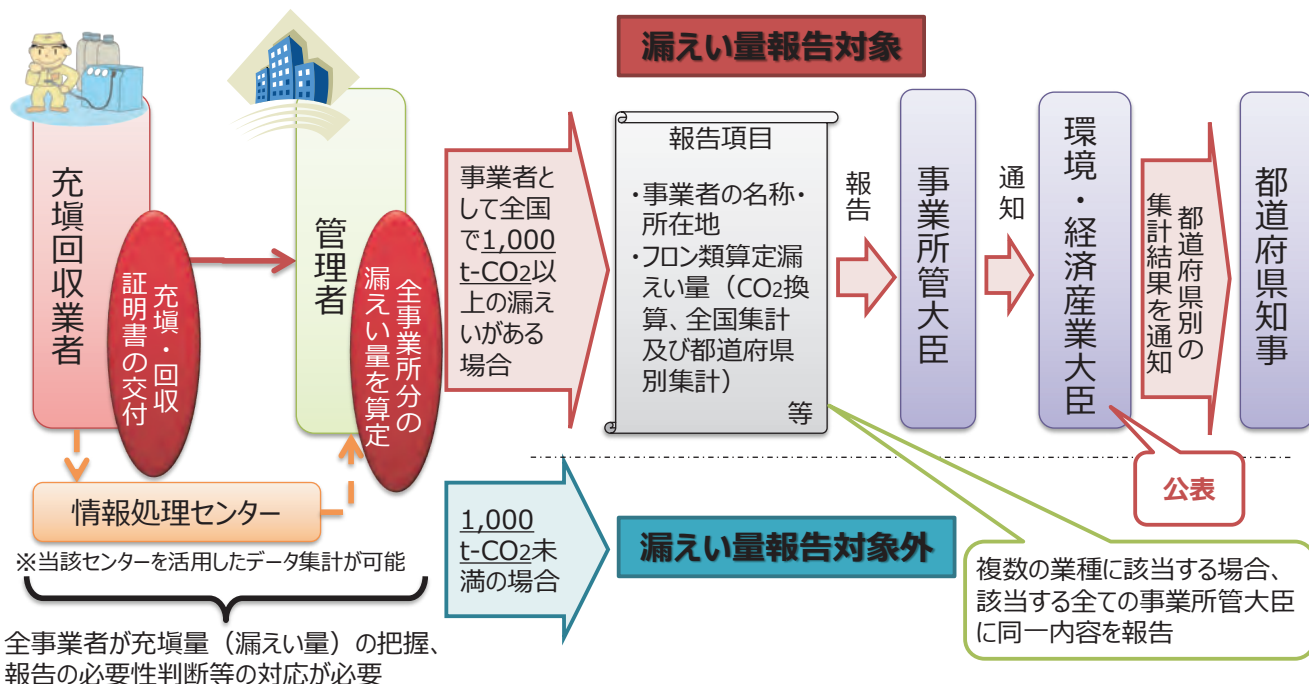 漏えい量報告対象
充塡回収業者
充塡・回収
証明書の交付
管理者
全事業所分の
漏えい量を算定
事業者と
して全国
で1,000
t-CO2以
上の漏え
いがある
場合
報告項目
・事業者の名称・
所在地
・フロン類算定漏
えい量（CO2換
算、全国集計
及び都道府県
別集計）
等
報告
事業所管大臣
通知
環境・経済産業大臣
都道府県別の
集計結果を通知
都道府県知事
公表
情報処理センター
※当該センターを活用したデータ集計が可能
全事業者が充塡量（漏えい量）の把握、
報告の必要性判断等の対応が必要
1,000
t-CO2未
満の場合
漏えい量報告対象外
複数の業種に該当する場合、
該当する全ての事業所管大臣
に同一内容を報告